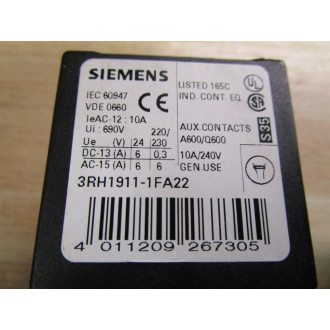 SIEMENS
IEC 60947
VDE 0660
CE
LISTED 165C
IND. CONT. EQ
UL
IeAC-12 : 10A
Ui : 690V 220/
Ue (V) 24 230
DC-13 (A) 6 0,3
AC-15 (A) 6 6
AUX.CONTACTS
A600/Q600
10A/240V
GEN.USE
S35
3RH1911-1FA22
4 011209 267305